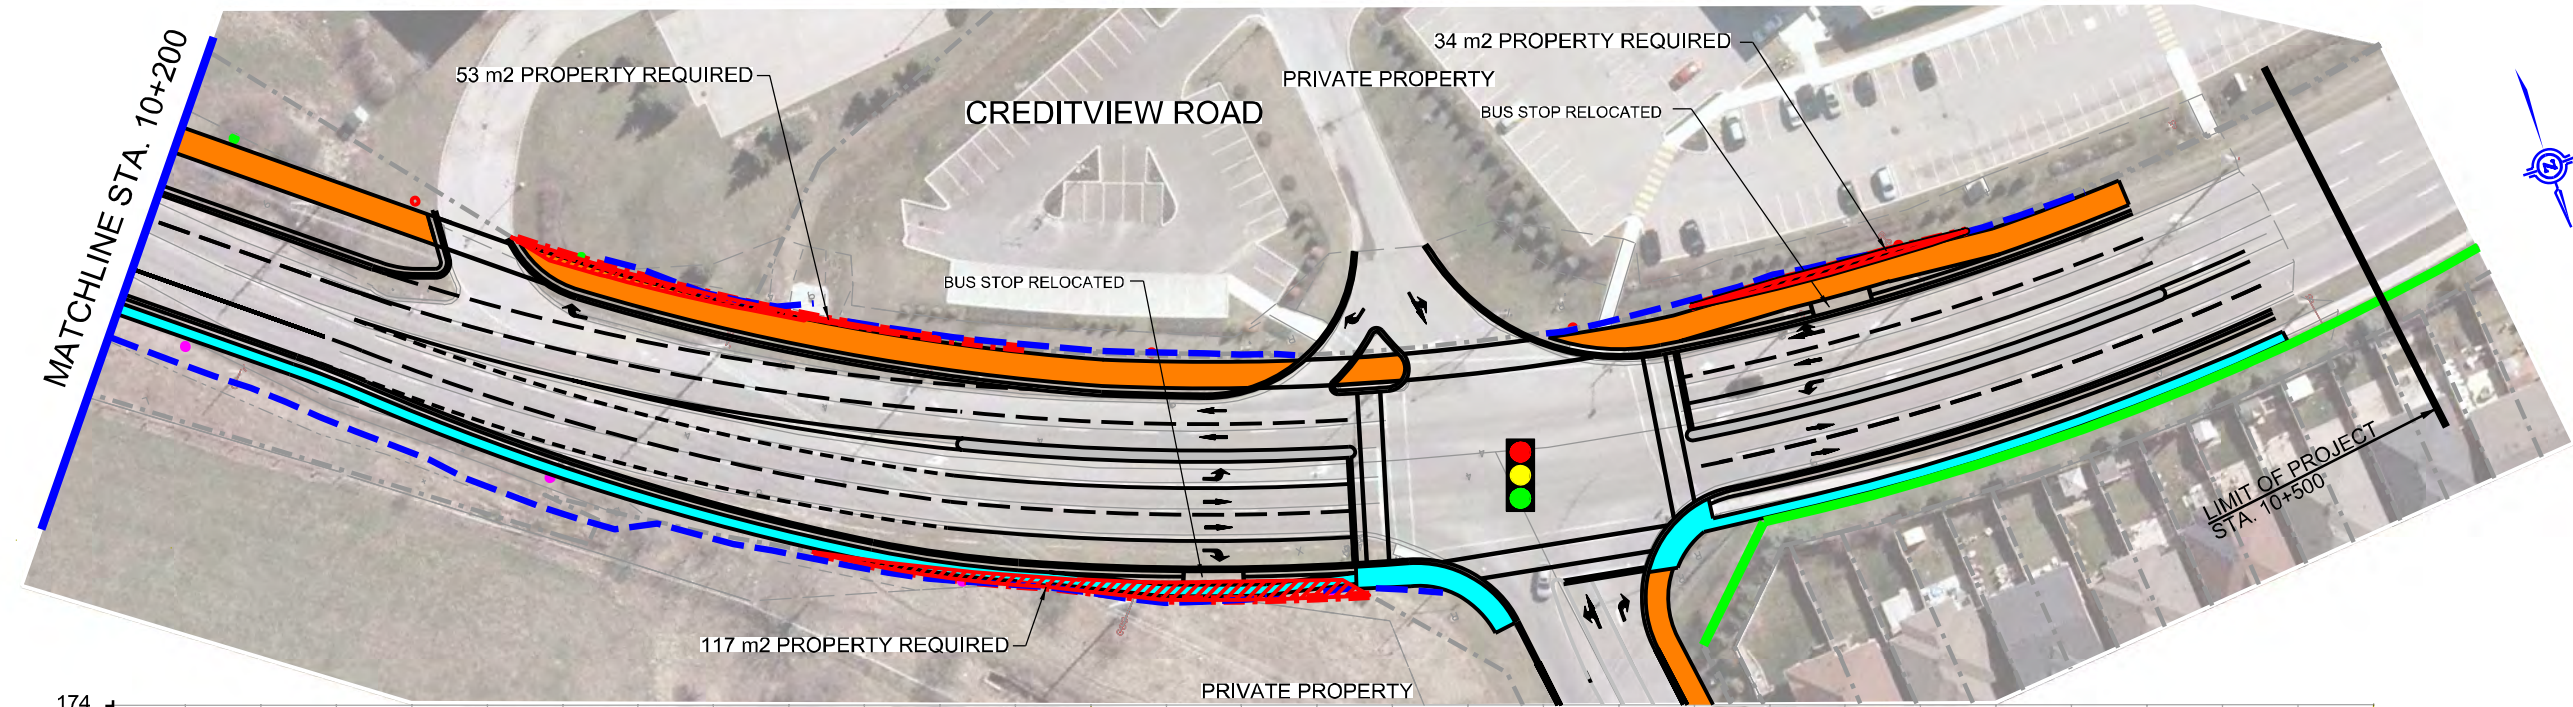 MATCHLINE STA. 10+200
53 m2 PROPERTY REQUIRED
CREDITVIEW ROAD
PRIVATE PROPERTY
34 m2 PROPERTY REQUIRED
BUS STOP RELOCATED
BUS STOP RELOCATED
117 m2 PROPERTY REQUIRED
PRIVATE PROPERTY
LIMIT OF PROJECT
STA. 10+500
N
174